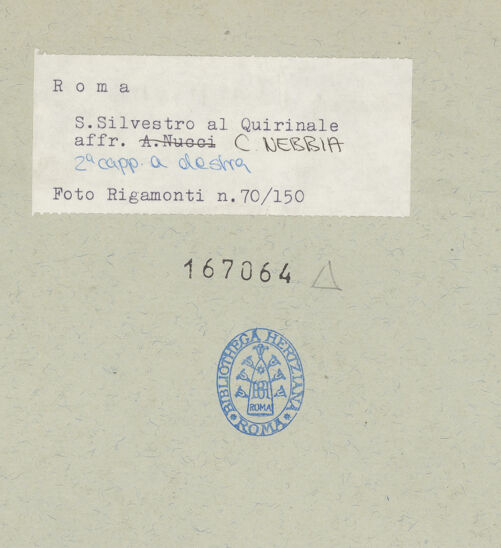 Roma
S.Silvestro al Quirinale
affr. A.Nucci C. NEBBIA
2ª capp. a destra
Foto Rigamonti n.70/150
167064
BIBLIOTHECA HERTZIANA
ROMA
ROMA